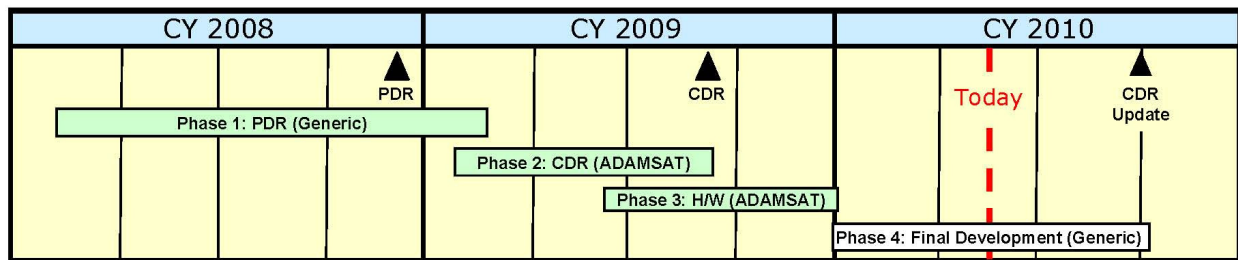 CY 2008
CY 2009
CY 2010
PDR
CDR
Today
CDR
Update
Phase 1: PDR (Generic)
Phase 2: CDR (ADAMSAT)
Phase 3: H/W (ADAMSAT)
Phase 4: Final Development (Generic)